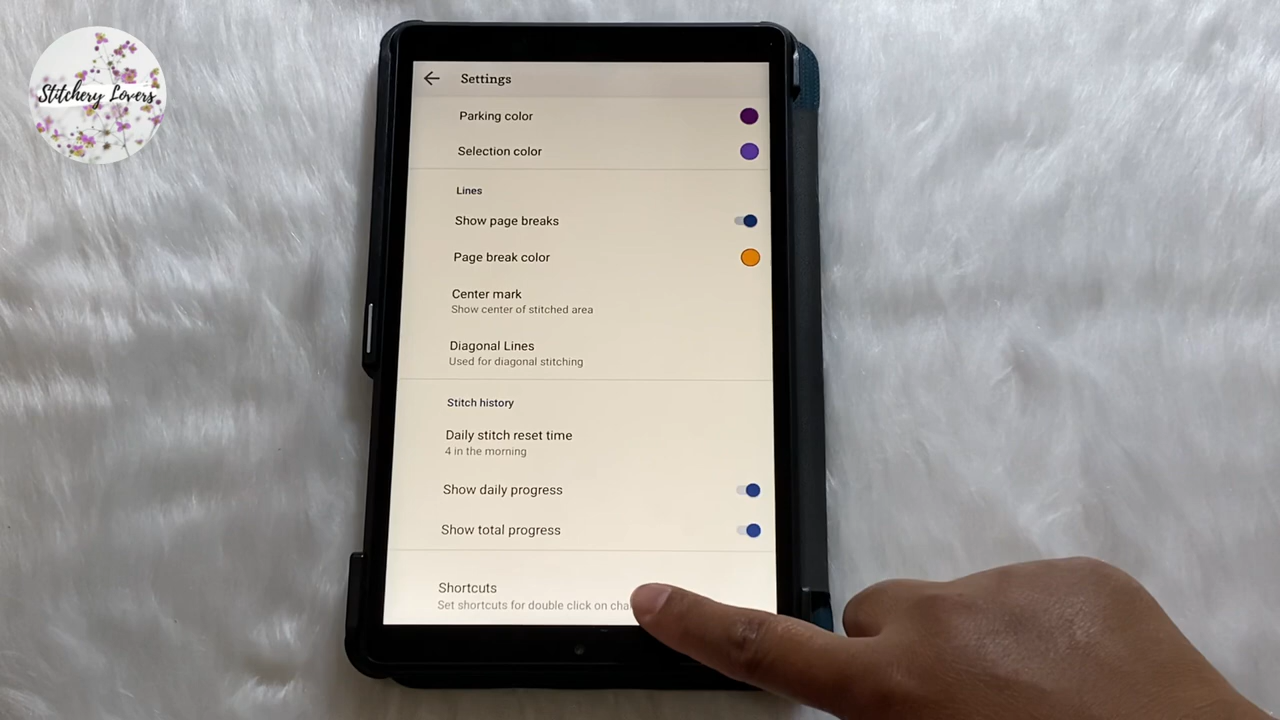 Stitchery Lovers
Settings
Parking color
Selection color
Lines
Show page breaks
Page break color
Center mark
Show center of stitched area
Diagonal Lines
Used for diagonal stitching
Stitch history
Daily stitch reset time
4 in the morning
Show daily progress
Show total progress
Shortcuts
Set shortcuts for double click on